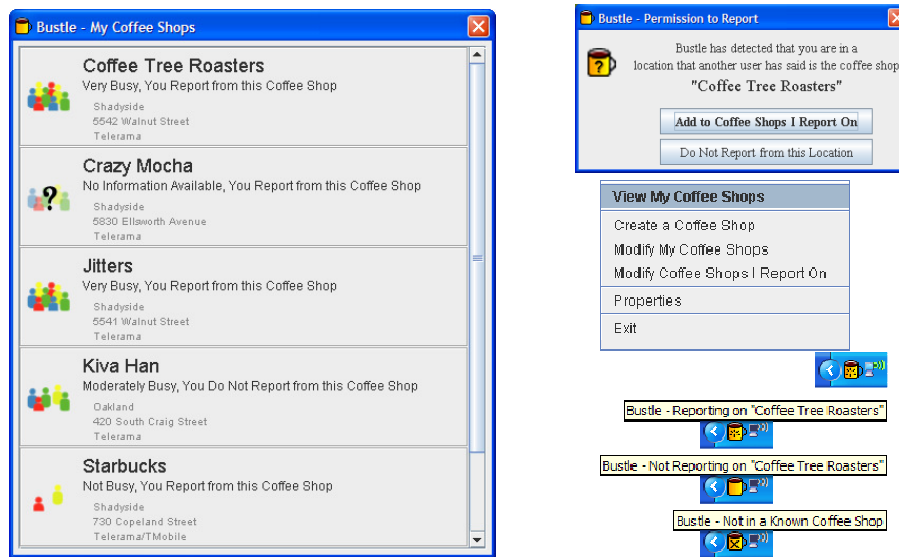 Bustle - My Coffee Shops
Coffee Tree Roasters
Very Busy, You Report from this Coffee Shop
Shadyside
5542 Walnut Street
Telerama
Crazy Mocha
No Information Available, You Report from this Coffee Shop
Shadyside
5830 Ellsworth Avenue
Telerama
Jitters
Very Busy, You Report from this Coffee Shop
Shadyside
5541 Walnut Street
Telerama
Kiva Han
Moderately Busy, You Do Not Report from this Coffee Shop
Oakland
420 South Craig Street
Telerama
Starbucks
Not Busy, You Report from this Coffee Shop
Shadyside
730 Copeland Street
Telerama/TMobile
Bustle - Permission to Report
Bustle has detected that you are in a
location that another user has said is the coffee shop
"Coffee Tree Roasters"
Add to Coffee Shops I Report On
Do Not Report from this Location
View My Coffee Shops
Create a Coffee Shop
Modify My Coffee Shops
Modify Coffee Shops I Report On
Properties
Exit
Bustle - Reporting on "Coffee Tree Roasters"
Bustle - Not Reporting on "Coffee Tree Roasters"
Bustle - Not in a Known Coffee Shop